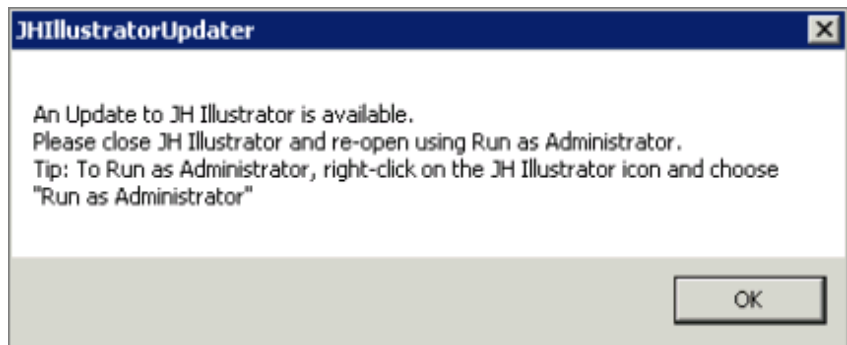 JHIllustratorUpdater
An Update to JH Illustrator is available.
Please close JH Illustrator and re-open using Run as Administrator.
Tip: To Run as Administrator, right-click on the JH Illustrator icon and choose
"Run as Administrator"
OK